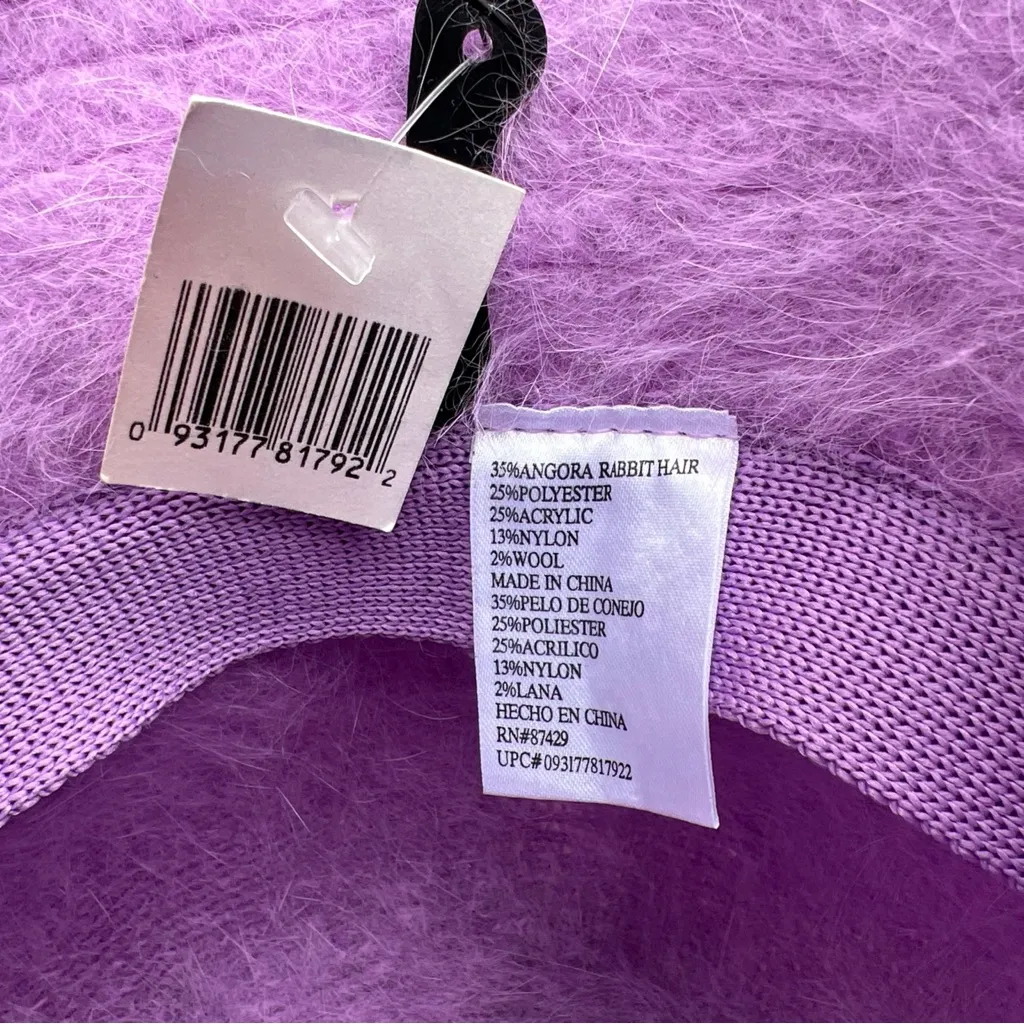 0 93177 81792 2
35%ANGORA RABBIT HAIR
25%POLYESTER
25%ACRYLIC
13%NYLON
2%WOOL
MADE IN CHINA
35%PELO DE CONEJO
25%POLIESTER
25%ACRILICO
13%NYLON
2%LANA
HECHO EN CHINA
RN#87429
UPC#093177817922